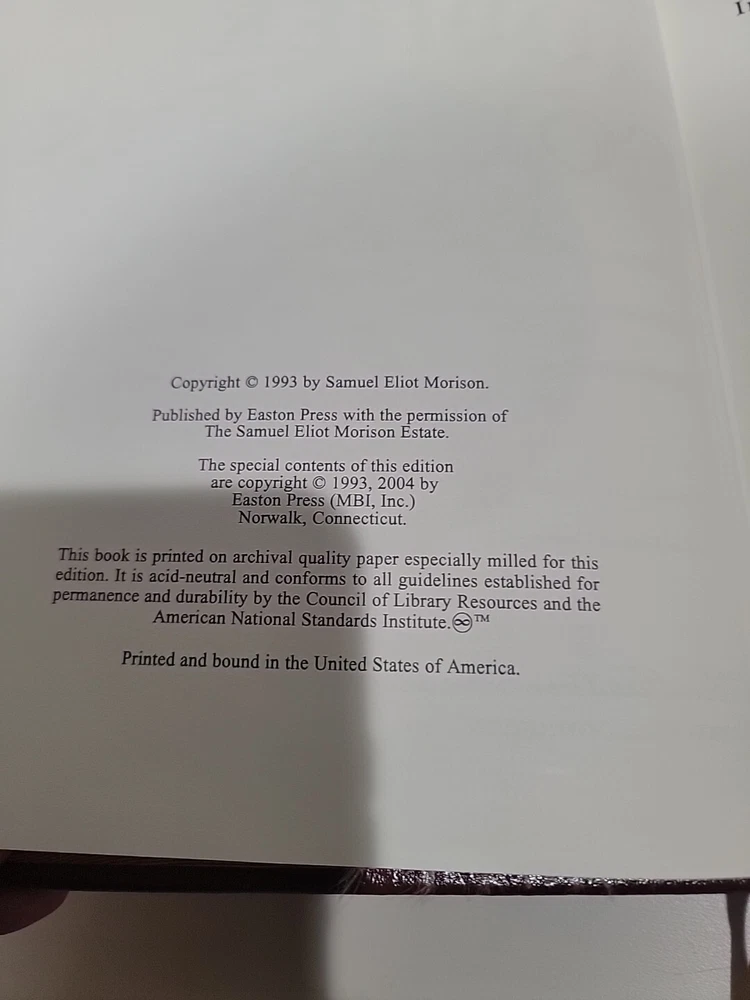 Copyright © 1993 by Samuel Eliot Morison.
Published by Easton Press with the permission of
The Samuel Eliot Morison Estate.
The special contents of this edition
are copyright © 1993, 2004 by
Easton Press (MBI, Inc.)
Norwalk, Connecticut.
This book is printed on archival quality paper especially milled for this
edition. It is acid-neutral and conforms to all guidelines established for
permanence and durability by the Council of Library Resources and the
American National Standards Institute.♾™
Printed and bound in the United States of America.